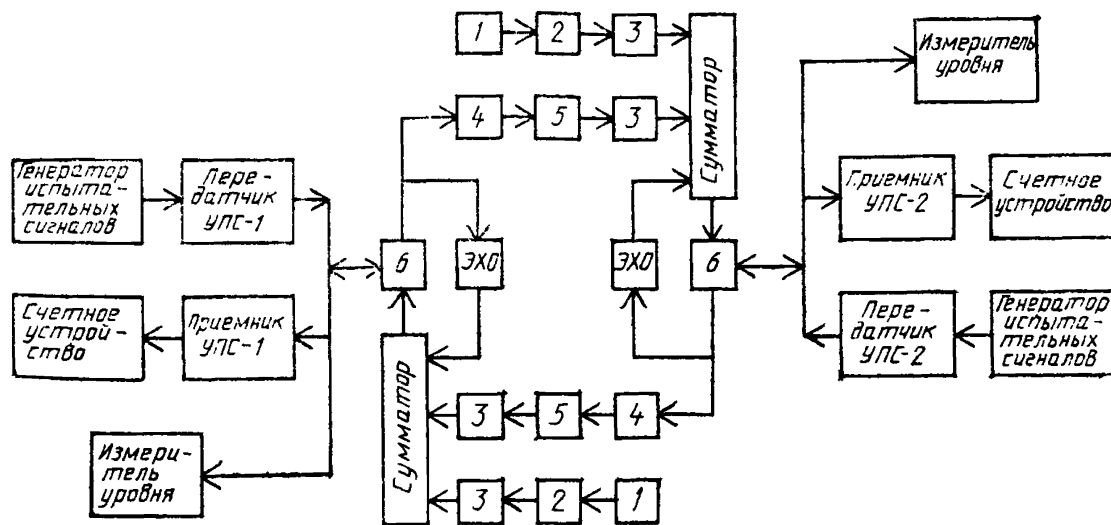 1
2
3
Сумматор
Измеритель
уровня
4
5
3
Генератор
испыта-
тельных
сигналов
Пере-
датчик
УПС-1
Приемник
УПС-2
Счетное
устройство
6
ЭХО
ЭХО
6
Счетное
устрой-
ство
Приемник
УПС-1
Пере-
датчик
УПС-2
Генератор
испыта-
тельных
сигналов
Сумматор
3
5
4
Измери-
тель
уровня
3
2
1